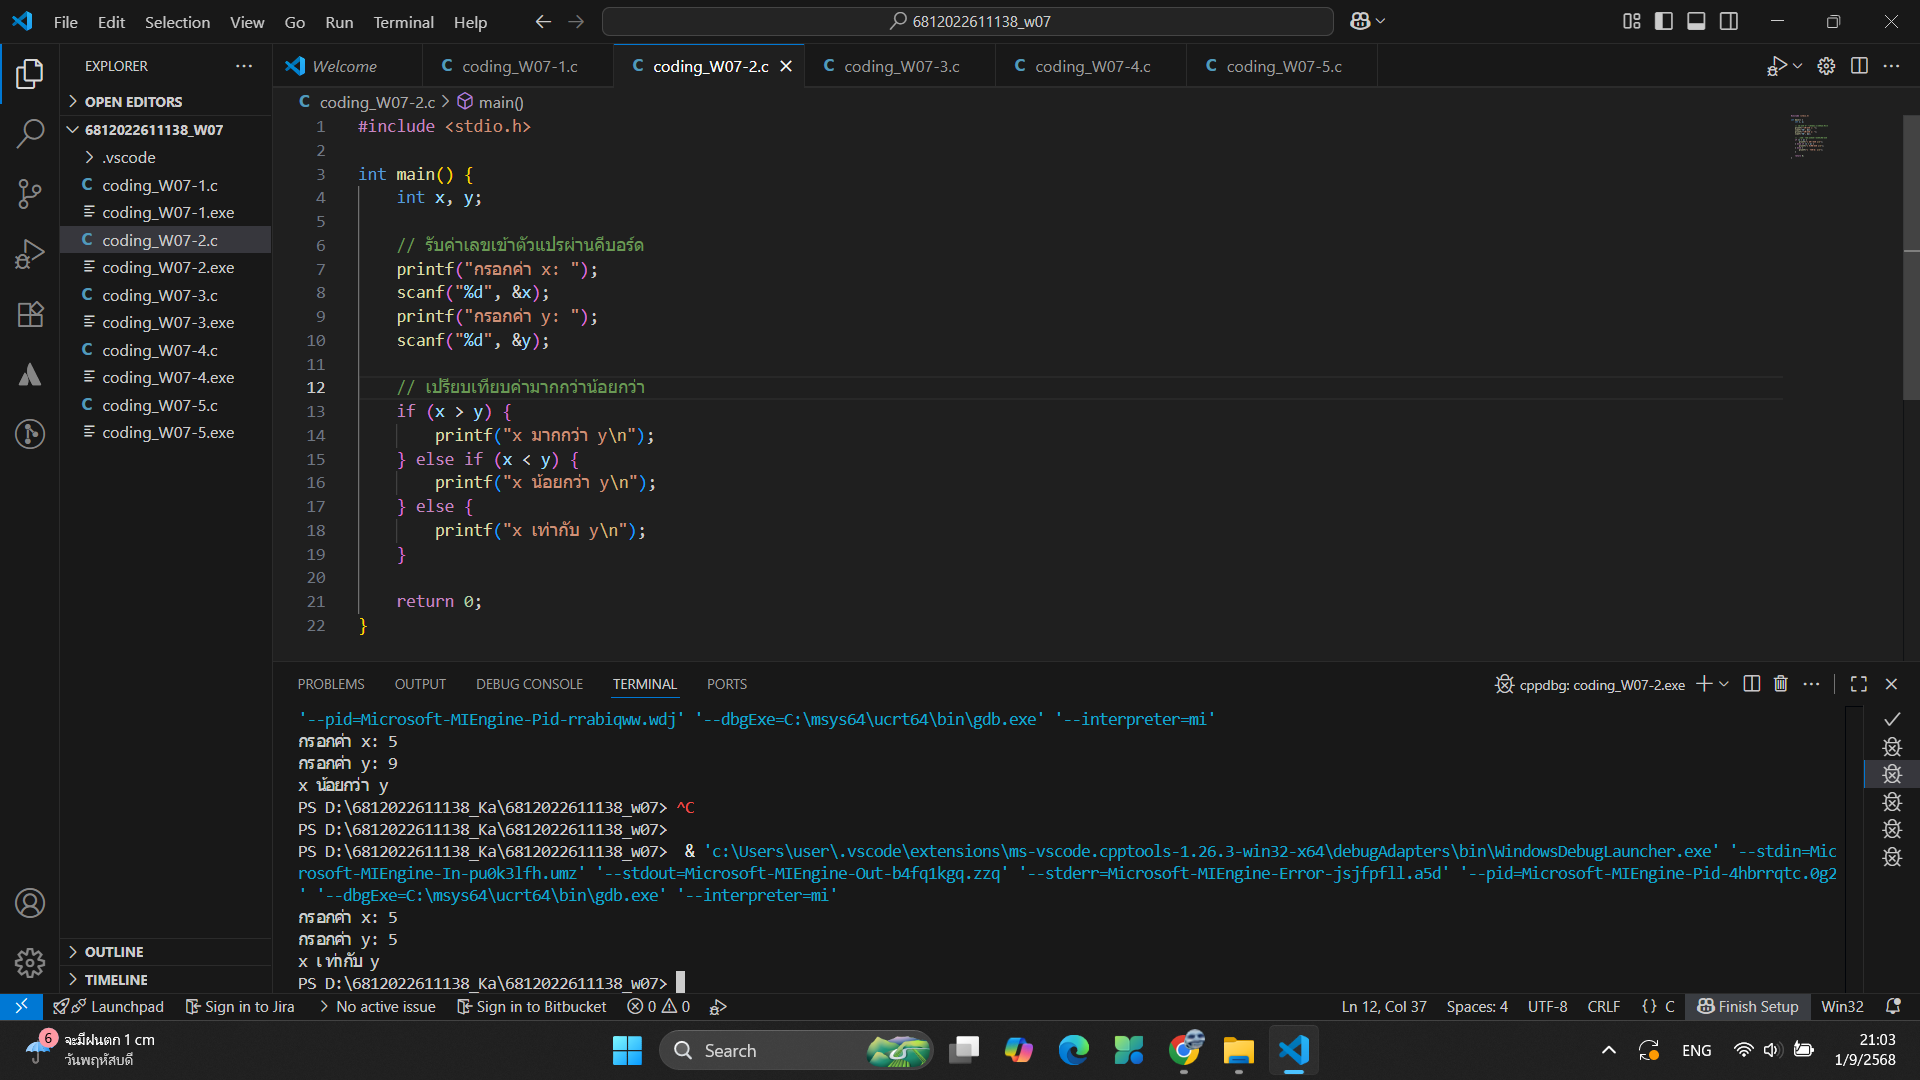 File Edit Selection View Go Run Terminal Help
6812022611138_w07
EXPLORER
OPEN EDITORS
6812022611138_W07
.vscode
coding_W07-1.c
coding_W07-1.exe
coding_W07-2.c
coding_W07-2.exe
coding_W07-3.c
coding_W07-3.exe
coding_W07-4.c
coding_W07-4.exe
coding_W07-5.c
coding_W07-5.exe
OUTLINE
TIMELINE
Welcome C coding_W07-1.c C coding_W07-2.c C coding_W07-3.c C coding_W07-4.c C coding_W07-5.c
C coding_W07-2.c > main()
1 #include <stdio.h>
2
3 int main() {
4 int x, y;
5
6 // รับค่าเลขเข้าตัวแปรผ่านคีบอร์ด
7 printf("กรอกค่า x: ");
8 scanf("%d", &x);
9 printf("กรอกค่า y: ");
10 scanf("%d", &y);
11
12 // เปรียบเทียบค่ามากกว่าน้อยกว่า
13 if (x > y) {
14 printf("x มากกว่า y\n");
15 } else if (x < y) {
16 printf("x น้อยกว่า y\n");
17 } else {
18 printf("x เท่ากับ y\n");
19 }
20
21 return 0;
22 }
PROBLEMS OUTPUT DEBUG CONSOLE TERMINAL PORTS
cppdbg: coding_W07-2.exe
'--pid=Microsoft-MIEngine-Pid-rrabiqww.wdj' '--dbgExe=C:\msys64\ucrt64\bin\gdb.exe' '--interpreter=mi'
กรอกค่า x: 5
กรอกค่า y: 9
x น้อยกว่า y
PS D:\6812022611138_Ka\6812022611138_w07> ^C
PS D:\6812022611138_Ka\6812022611138_w07>
PS D:\6812022611138_Ka\6812022611138_w07> & 'c:\Users\user\.vscode\extensions\ms-vscode.cpptools-1.26.3-win32-x64\debugAdapters\bin\WindowsDebugLauncher.exe' '--stdin=Mic
rosoft-MIEngine-In-pu0k3lfh.umz' '--stdout=Microsoft-MIEngine-Out-b4fq1kgq.zzq' '--stderr=Microsoft-MIEngine-Error-jsjfpfll.a5d' '--pid=Microsoft-MIEngine-Pid-4hbrrqtc.0g2
' '--dbgExe=C:\msys64\ucrt64\bin\gdb.exe' '--interpreter=mi'
กรอกค่า x: 5
กรอกค่า y: 5
x เท่ากับ y
PS D:\6812022611138_Ka\6812022611138_w07>
Launchpad Sign in to Jira No active issue Sign in to Bitbucket 0 0
Ln 12, Col 37 Spaces: 4 UTF-8 CRLF {} C Finish Setup Win32
6 จะมีฝนตก 1 cm
วันพฤหัสบดี
Search
ENG
21:03
1/9/2568